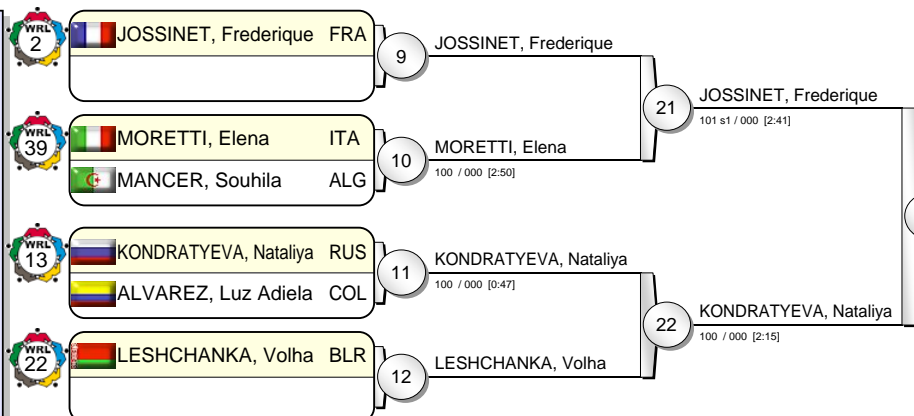 WRL
2
JOSSINET, Frederique FRA
9
JOSSINET, Frederique
21
JOSSINET, Frederique
101 s1 / 000 [2:41]
WRL
39
MORETTI, Elena ITA
MANCER, Souhila ALG
10
MORETTI, Elena
100 / 000 [2:50]
WRL
13
KONDRATYEVA, Nataliya RUS
ALVAREZ, Luz Adiela COL
11
KONDRATYEVA, Nataliya
100 / 000 [0:47]
22
KONDRATYEVA, Nataliya
100 / 000 [2:15]
WRL
22
LESHCHANKA, Volha BLR
12
LESHCHANKA, Volha